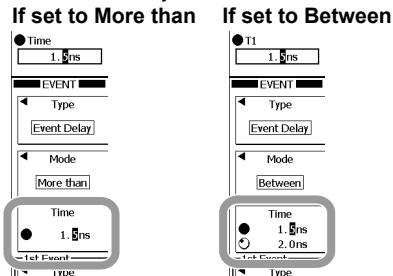 If set to More than
If set to Between
Time
1.5ns
EVENT
Type
Event Delay
Mode
More than
Time
1.5ns
1st Event
Type
T1
1.5ns
EVENT
Type
Event Delay
Mode
Between
Time
1.5ns
2.0ns
1st Event
Type